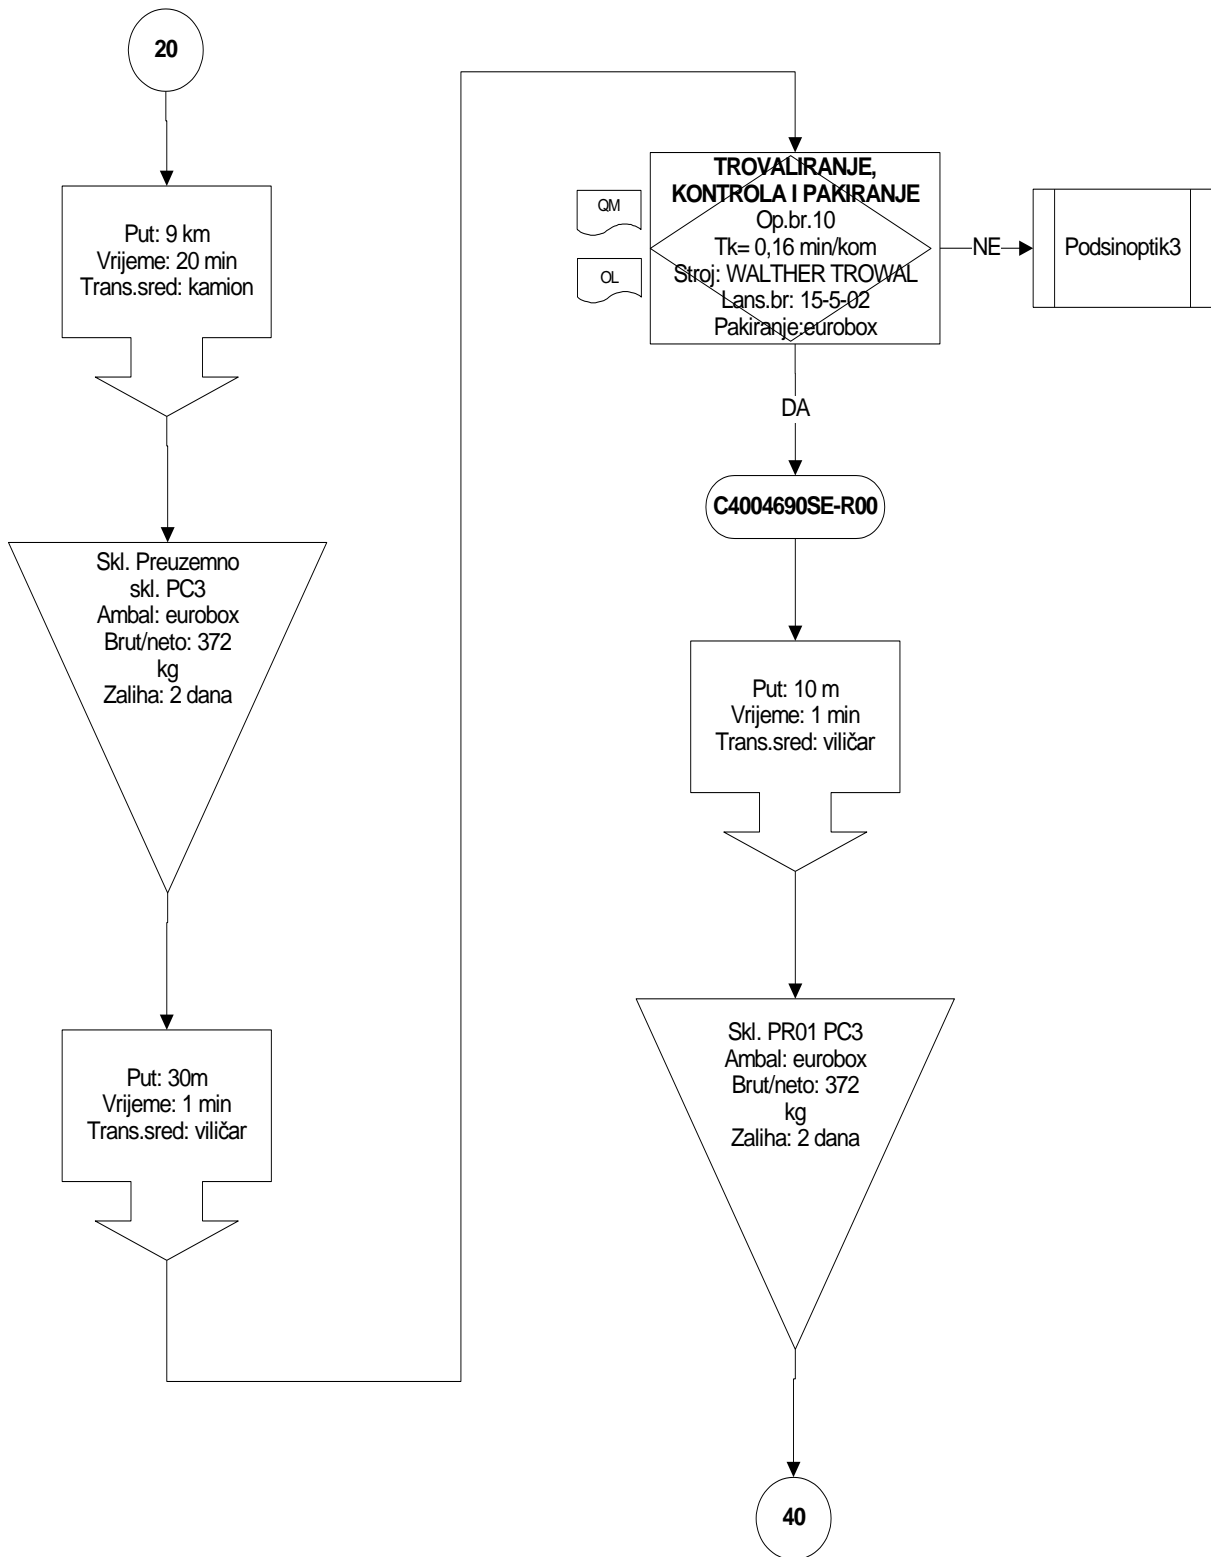 20
Put: 9 km
Vrijeme: 20 min
Trans.sred: kamion
Skl. Preuzemno
skl. PC3
Ambal: eurobox
Brut/neto: 372
kg
Zaliha: 2 dana
Put: 30m
Vrijeme: 1 min
Trans.sred: viličar
QM
OL
TROVALIRANJE,
KONTROLA I PAKIRANJE
Op.br.10
Tk= 0,16 min/kom
Stroj: WALTHER TROWAL
Lans.br: 15-5-02
Pakiranje:eurobox
NE
Podsinoptik3
DA
C4004690SE-R00
Put: 10 m
Vrijeme: 1 min
Trans.sred: viličar
Skl. PR01 PC3
Ambal: eurobox
Brut/neto: 372
kg
Zaliha: 2 dana
40